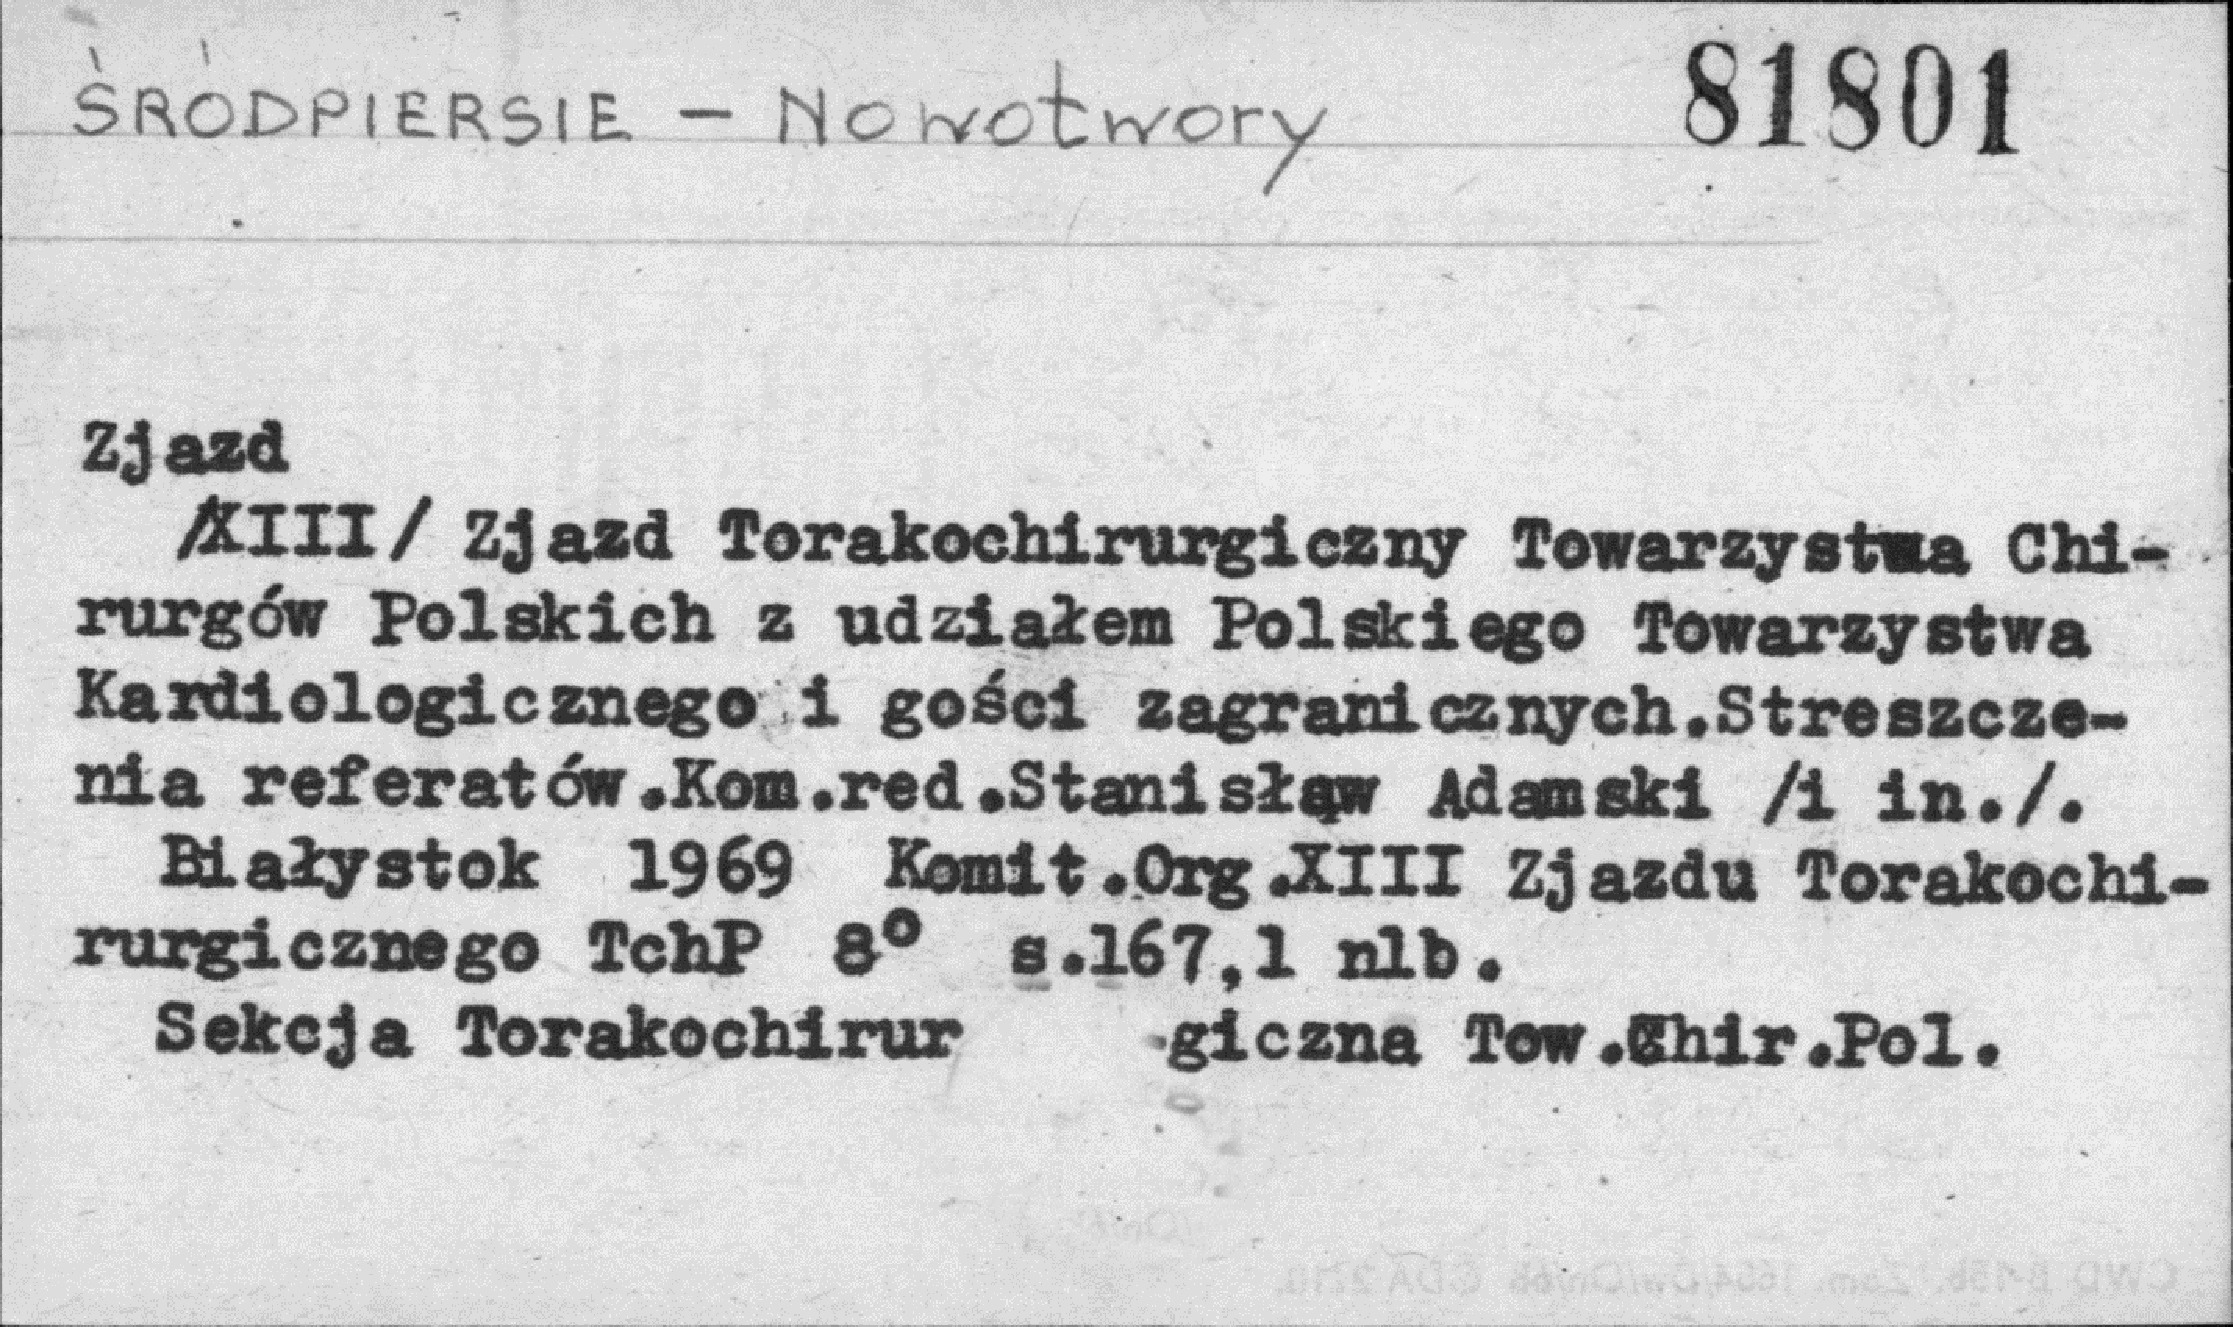 ŚRÓDPIERSIE - Nowotwory 81801
Zjazd
/XIII/ Zjazd Torakochirurgiczny Towarzystwa Chi-
rurgów Polskich z udziałem Polskiego Towarzystwa
Kardiologicznego i gości zagranicznych.Streszcze-
nia referatów.Kom.red.Stanisław Adamski /i in./.
Białystok 1969 Komit.Org.XIII Zjazdu Torakochi-
rurgicznego TchP 8° s.167,1 nlb.
Sekcja Torakochirur giczna Tow.Chir.Pol.